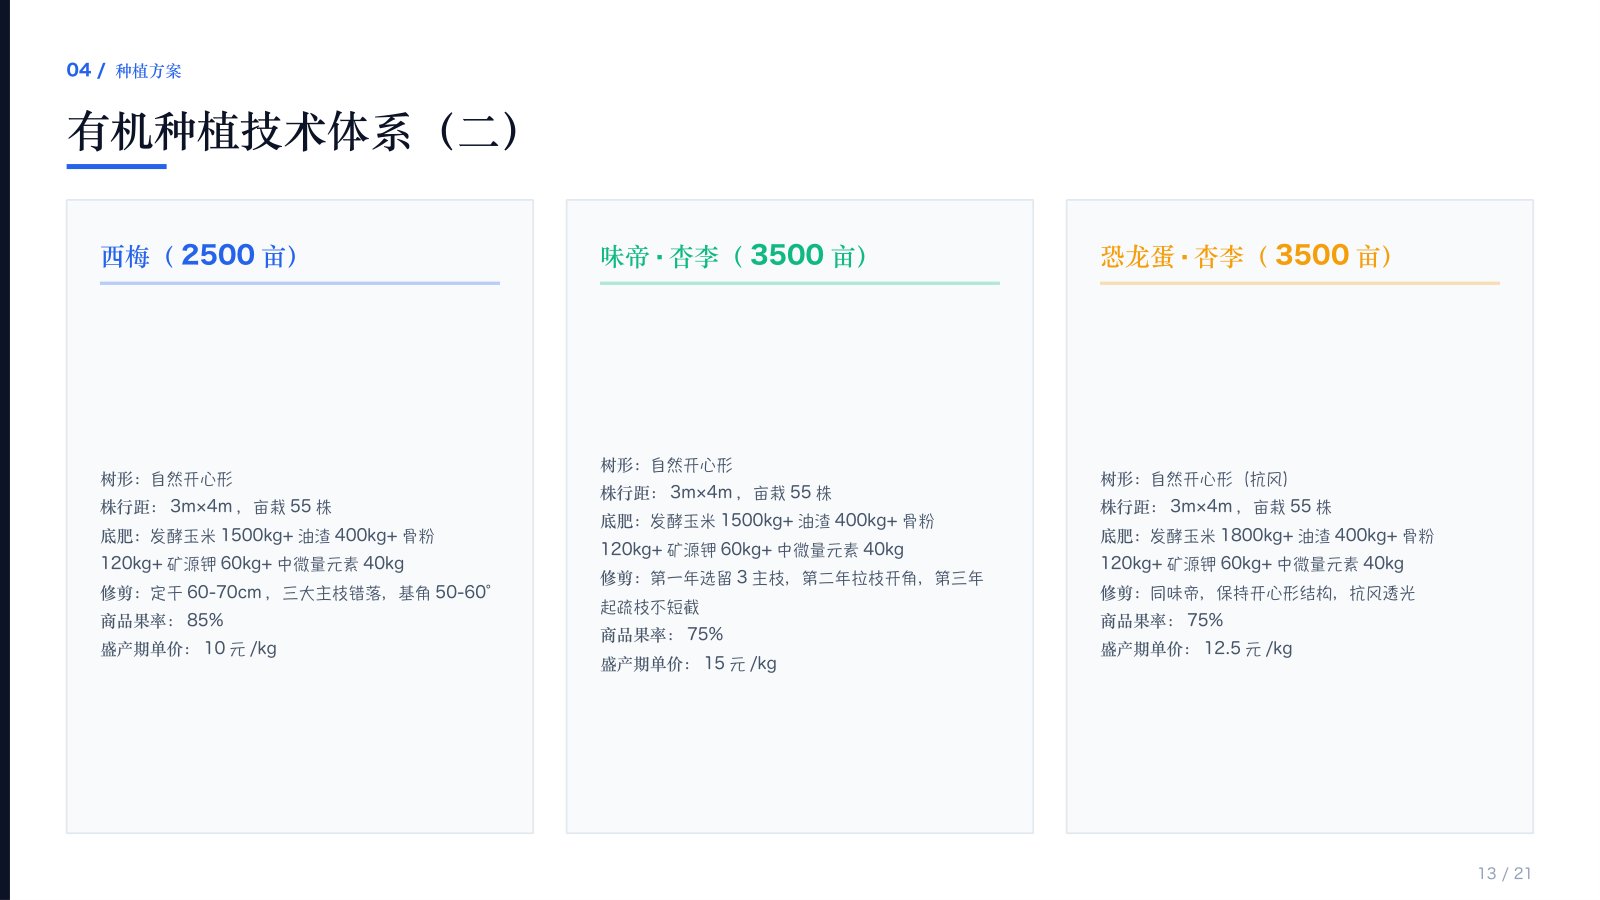 04 / 种植方案
有机种植技术体系（二）
西梅（2500 亩）
树形：自然开心形
株行距：3m×4m，亩栽 55 株
底肥：发酵玉米 1500kg+ 油渣 400kg+ 骨粉
120kg+ 矿源钾 60kg+ 中微量元素 40kg
修剪：定干 60-70cm，三大主枝错落，基角 50-60°
商品果率：85%
盛产期单价：10 元 /kg
味帝·杏李（3500 亩）
树形：自然开心形
株行距：3m×4m，亩栽 55 株
底肥：发酵玉米 1500kg+ 油渣 400kg+ 骨粉
120kg+ 矿源钾 60kg+ 中微量元素 40kg
修剪：第一年选留 3 主枝，第二年拉枝开角，第三年
起疏枝不短截
商品果率：75%
盛产期单价：15 元 /kg
恐龙蛋·杏李（3500 亩）
树形：自然开心形（抗风）
株行距：3m×4m，亩栽 55 株
底肥：发酵玉米 1800kg+ 油渣 400kg+ 骨粉
120kg+ 矿源钾 60kg+ 中微量元素 40kg
修剪：同味帝，保持开心形结构，抗风透光
商品果率：75%
盛产期单价：12.5 元 /kg
13 / 21